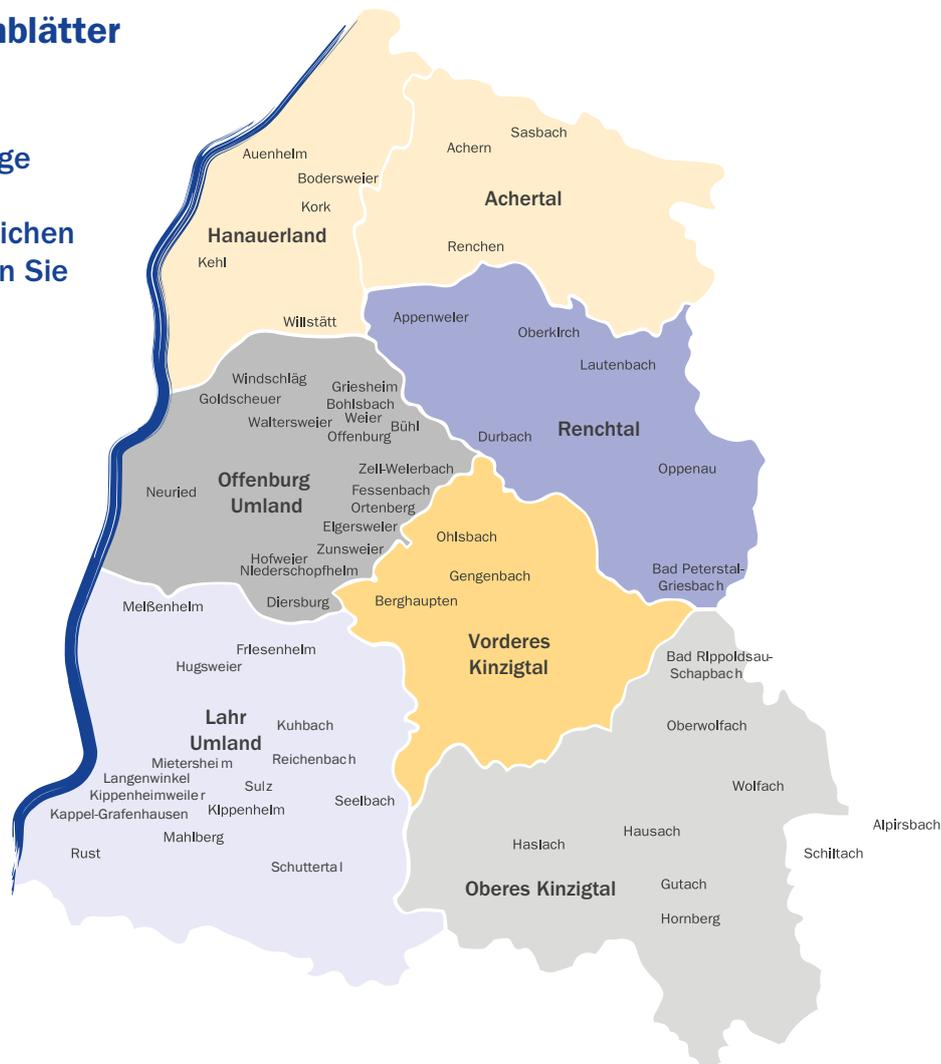 nblätter
ge
ichen
n Sie
Sasbach
Achern
Auenheim
Bodersweier
Achertal
Kork
Hanauerland
Renchen
Kehl
Appenweier
Willstätt
Oberkirch
Lautenbach
Windschläg
Griesheim
Goldscheuer
Bohlsbach
Weier
Waltersweier
Bühl
Offenburg
Durbach
Renchtal
Zell-Weierbach
Oppenau
Offenburg
Umland
Neuried
Fessenbach
Ortenberg
Elgersweier
Ohlsbach
Zunsweier
Hofweier
Niederschopfheim
Gengenbach
Bad Peterstal-
Griesbach
Diersburg
Berghaupten
Meißenheim
Vorderes
Kinzigtal
Friesenheim
Hugsweier
Bad Rippoldsau-
Schapbach
Lahr
Umland
Kuhbach
Oberwolfach
Mietersheim
Reichenbach
Langenwinkel
Sulz
Wolfach
Kippenheimweiler
Seelbach
Kappel-Grafenhausen
Kippenheim
Alpirsbach
Mahlberg
Hausach
Haslach
Rust
Schiltach
Schuttertal
Oberes Kinzigtal
Gutach
Hornberg